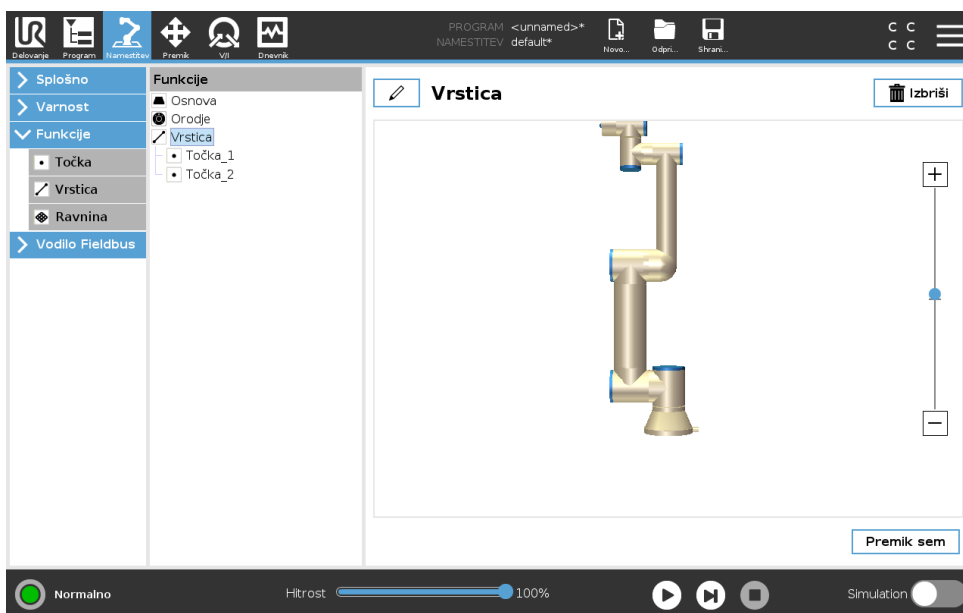 UR
PROGRAM <unnamed>*
NAMESTITEV default*
Delovanje Program Namestitev Premik V/I Dnevnik Novo... Odpri... Shrani...
C C
C C
Splošno
Varnost
Funkcije
Točka
Vrstica
Ravnina
Vodilo Fieldbus
Funkcije
Osnova
Orodje
Vrstica
Točka_1
Točka_2
Vrstica
Izbriši
Premik sem
Normalno Hitrost 100% Simulation